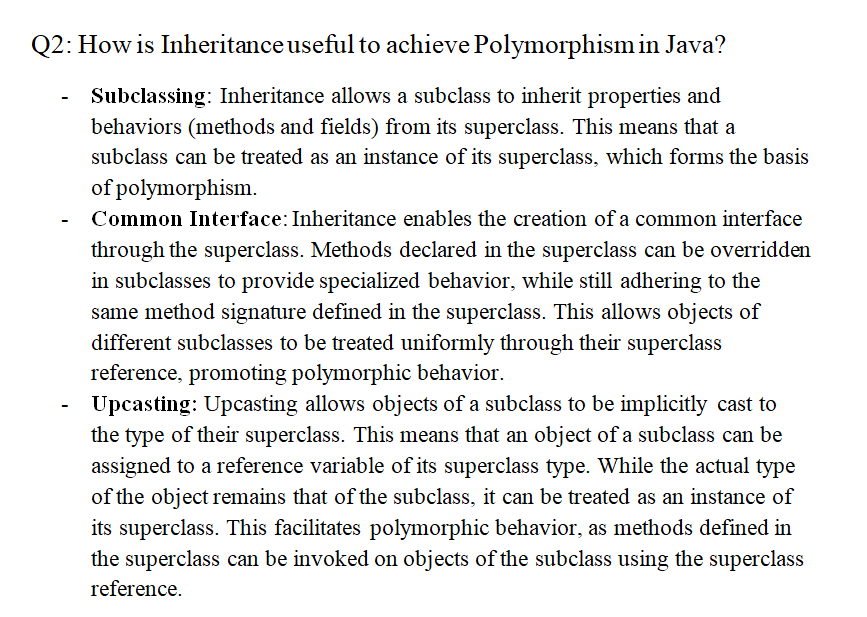 Q2: How is Inheritance useful to achieve Polymorphism in Java?
- Subclassing: Inheritance allows a subclass to inherit properties and
behaviors (methods and fields) from its superclass. This means that a
subclass can be treated as an instance of its superclass, which forms the basis
of polymorphism.
- Common Interface: Inheritance enables the creation of a common interface
through the superclass. Methods declared in the superclass can be overridden
in subclasses to provide specialized behavior, while still adhering to the
same method signature defined in the superclass. This allows objects of
different subclasses to be treated uniformly through their superclass
reference, promoting polymorphic behavior.
- Upcasting: Upcasting allows objects of a subclass to be implicitly cast to
the type of their superclass. This means that an object of a subclass can be
assigned to a reference variable of its superclass type. While the actual type
of the object remains that of the subclass, it can be treated as an instance of
its superclass. This facilitates polymorphic behavior, as methods defined in
the superclass can be invoked on objects of the subclass using the superclass
reference.